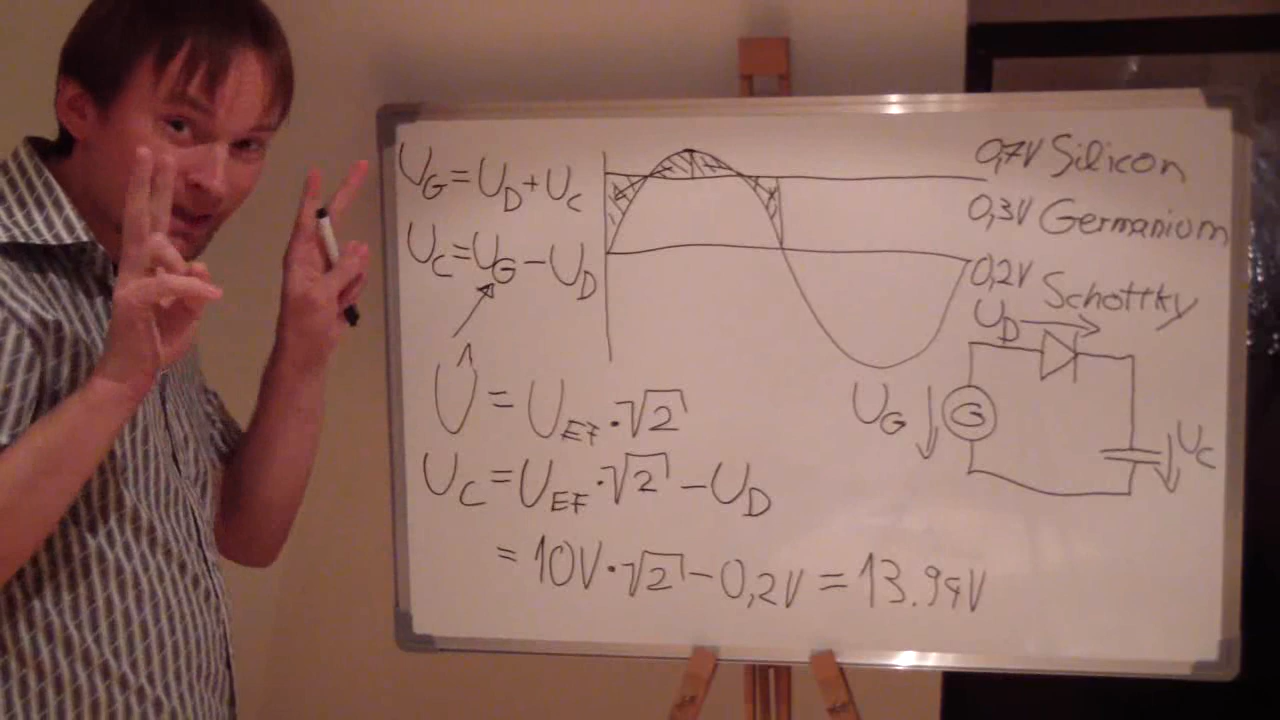 U_G = U_D + U_C
U_C = U_G - U_D
Û = U_EF · √2
U_C = U_EF · √2 - U_D
= 10V · √2 - 0,2V = 13.94V
0,7V Silicon
0,3V Germanium
0,2V Schottky
U_D
U_G
G
U_C